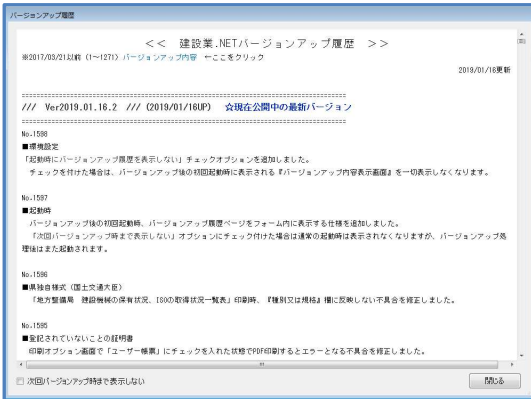 バージョンアップ履歴
<< 建設業.NETバージョンアップ履歴 >>
※2017/03/21以前（1～1271）バージョンアップ内容 ←ここをクリック
2019/01/16更新
/// Ver2019.01.16.2 /// (2019/01/16UP) ☆現在公開中の最新バージョン
No.1598
■環境設定
「起動時にバージョンアップ履歴を表示しない」チェックオプションを追加しました。
チェックを付けた場合は、バージョンアップ後の初回起動時に表示される『バージョンアップ内容表示画面』を一切表示しなくなります。
No.1597
■起動時
バージョンアップ後の初回起動時、バージョンアップ履歴ページをフォーム内に表示する仕様を追加しました。
「次回バージョンアップ時まで表示しない」オプションにチェック付けた場合は通常の起動時は表示されなくなりますが、バージョンアップ処
理後はまた起動されます。
No.1596
■県独自様式（国土交通大臣）
「地方整備局 建設機械の保有状況、ISOの取得状況一覧表」印刷時、『種別又は規格』欄に反映しない不具合を修正しました。
No.1595
■登記されていないことの証明書
印刷オプション画面で「ユーザー帳票」にチェックを入れた状態でPDF印刷するとエラーとなる不具合を修正しました。
次回バージョンアップ時まで表示しない
閉じる